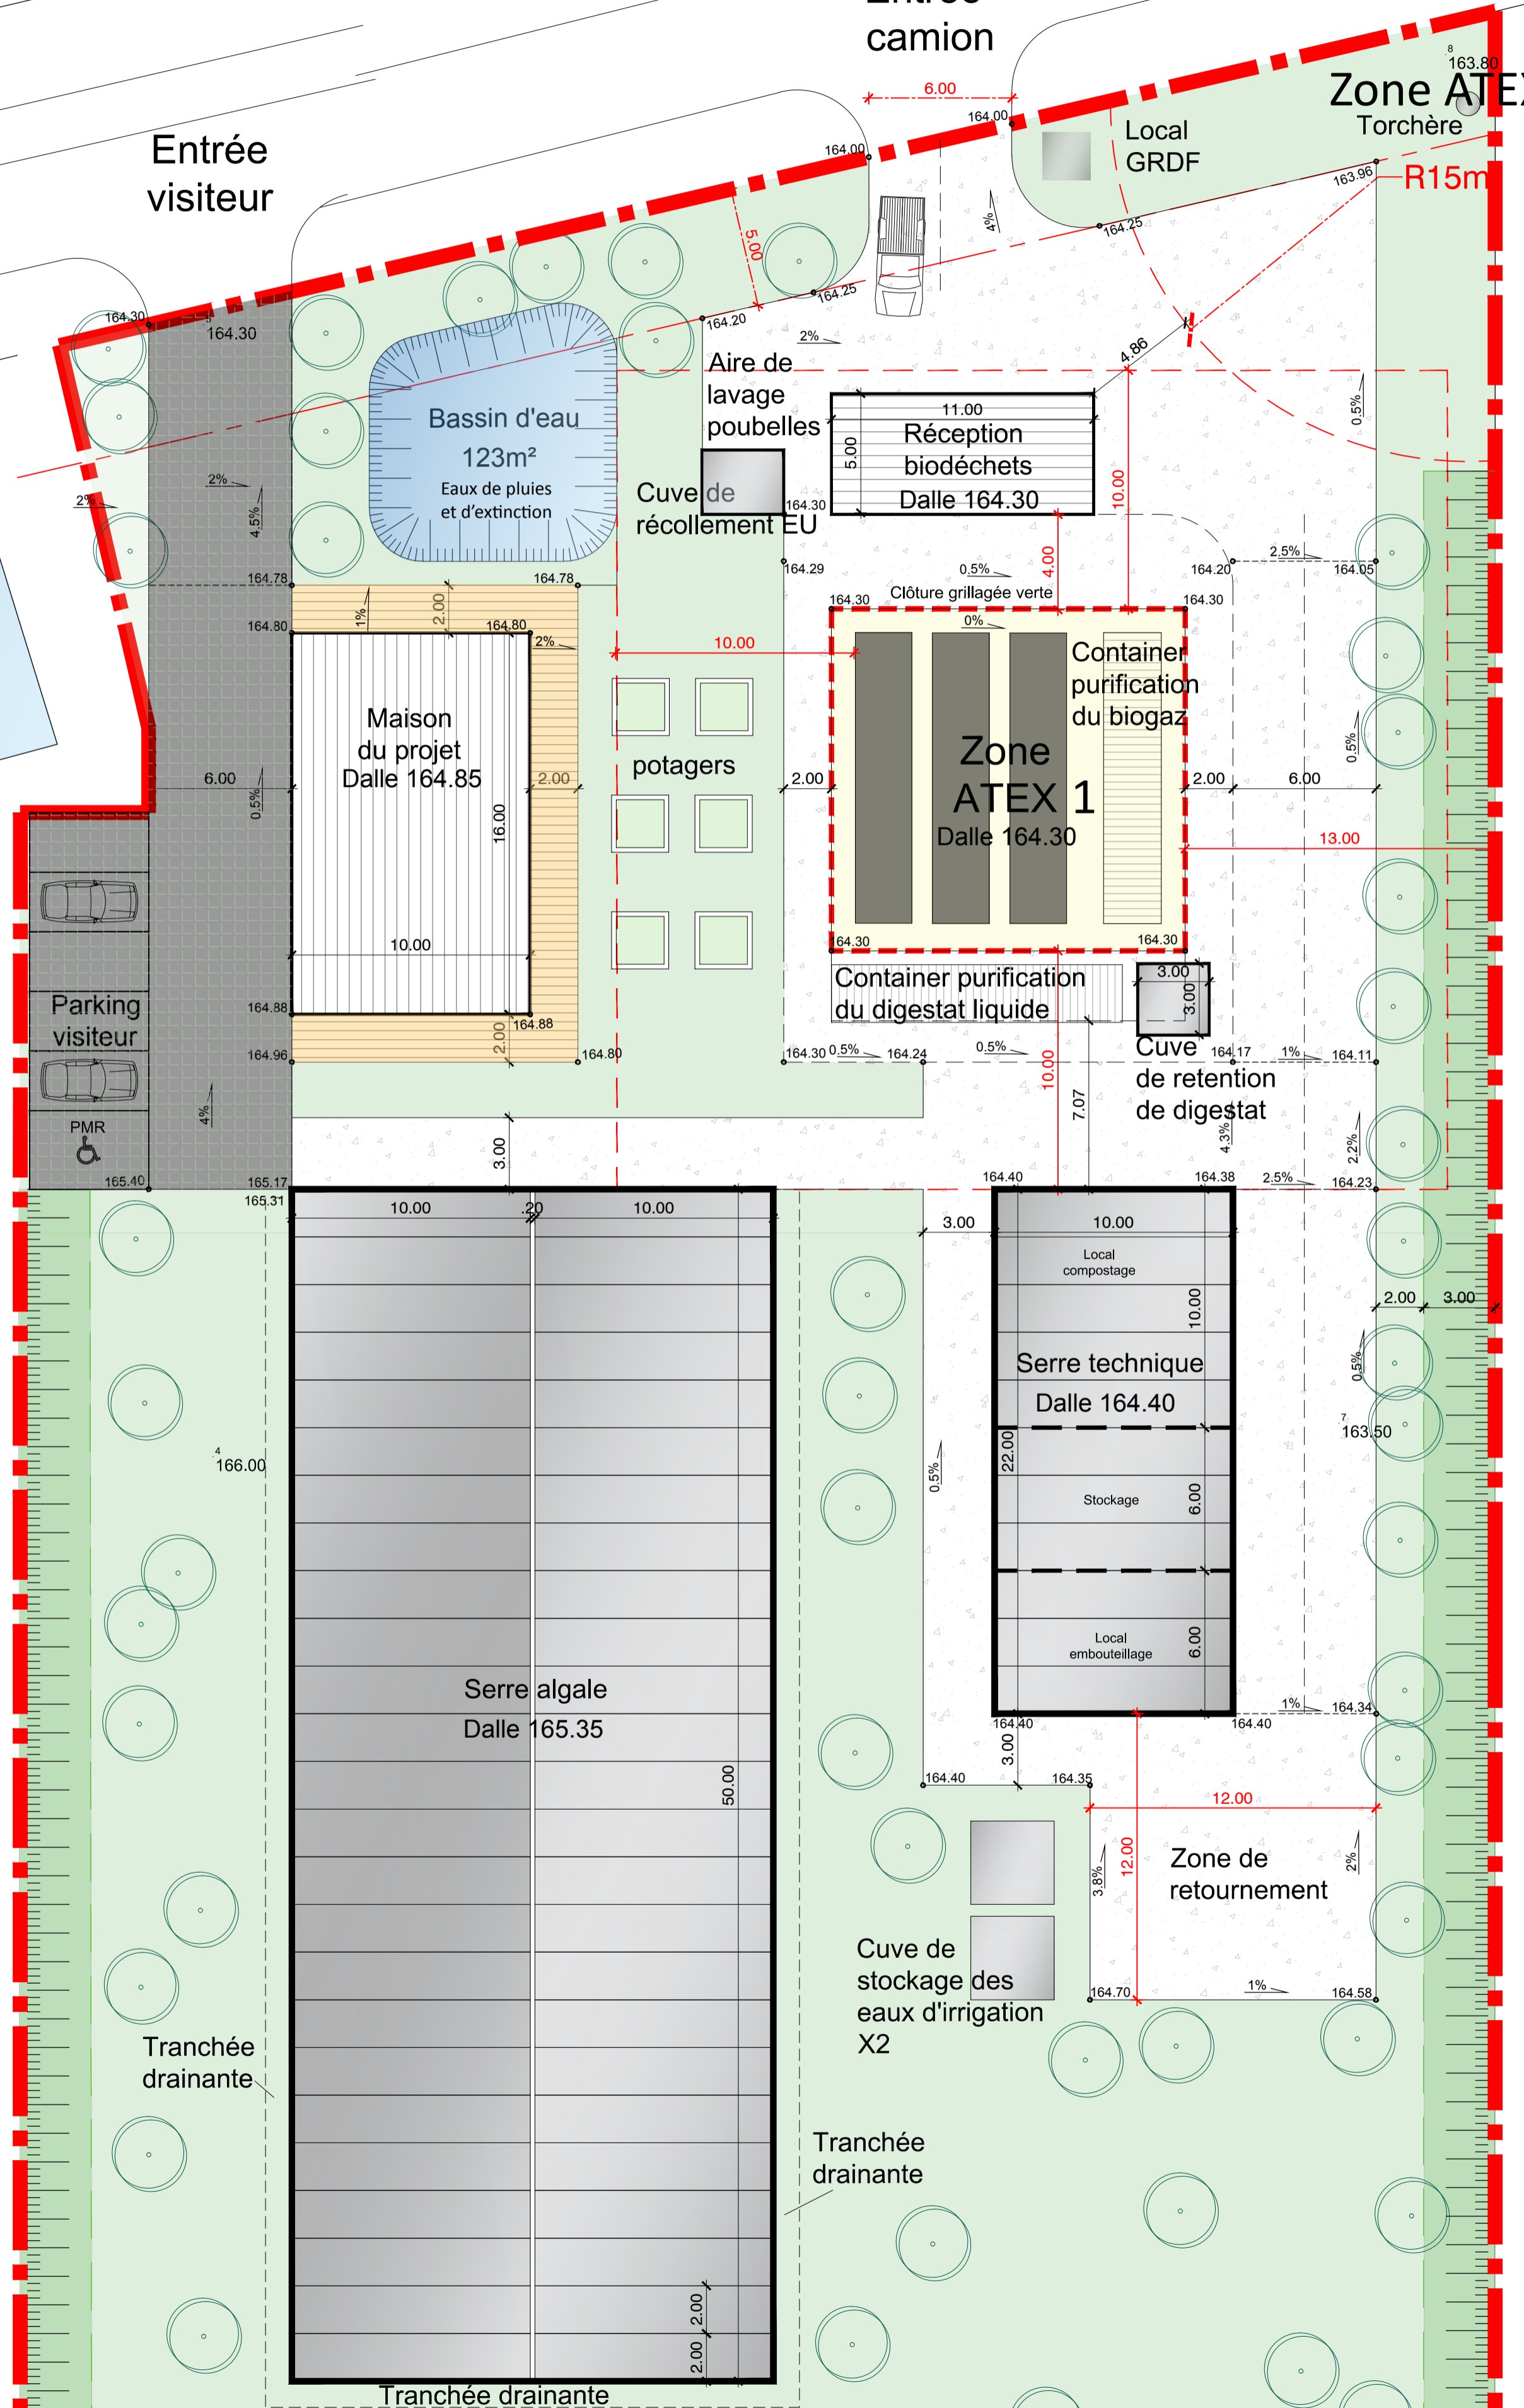 camion
6.00
8
163.80
Zone ATEX
Torchère
164.00
Local
GRDF
Entrée
visiteur
164.00
4%
163.96
R15m
164.25
5.00
164.25
164.30
5
164.30
164.20
2%
4.86
Aire de
lavage
poubelles
0.5%
Bassin d'eau
123m²
Eaux de pluies
et d'extinction
11.00
5.00
Réception
biodéchets
Dalle 164.30
10.00
2%
2%
4.5%
Cuve de
récollement EU
164.30
4.00
164.29
0.5%
2.5%
164.20
164.05
164.78
164.78
Clôture grillagée verte
164.30
164.30
1%
2.00
0%
164.80
164.80
2%
10.00
Container
purification
du biogaz
Maison
du projet
Dalle 164.85
potagers
Zone
ATEX 1
Dalle 164.30
0.5%
6.00
0.5%
2.00
2.00
2.00
6.00
16.00
13.00
10.00
164.30
164.30
Container purification
du digestat liquide
3.00
3.00
Parking
visiteur
164.88
164.88
2.00
164.96
164.80
164.30
0.5%
164.24
0.5%
Cuve
de retention
de digestat
164.17
1%
164.11
10.00
7.07
4%
PMR
3.00
4.3%
2.2%
165.40
165.17
165.31
164.40
164.38
2.5%
164.23
10.00
.20
10.00
3.00
10.00
Local
compostage
10.00
2.00
3.00
Serre technique
Dalle 164.40
0.5%
7
163.50
4
166.00
22.00
0.5%
Stockage
6.00
Local
embouteillage
6.00
Serre algale
Dalle 165.35
1%
164.34
164.40
164.40
3.00
50.00
164.40
164.35
12.00
12.00
3.8%
2%
Zone de
retournement
Cuve de
stockage des
eaux d'irrigation
X2
164.70
1%
164.58
Tranchée
drainante
Tranchée
drainante
2.00
2.00
Tranchée drainante